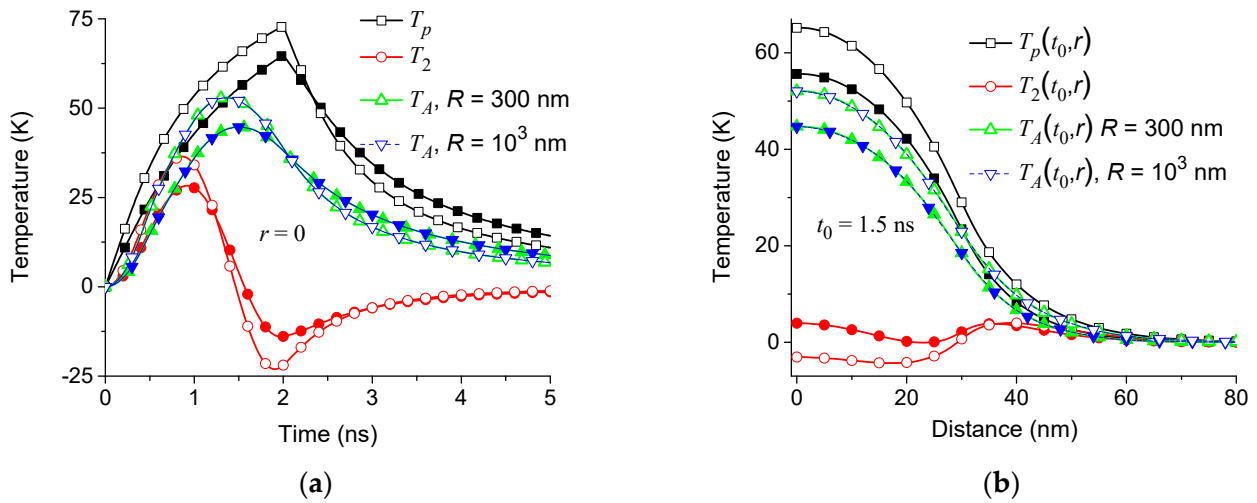 75
50
25
0
-25
0
1
2
3
4
5
Temperature (K)
Time (ns)
T_p
T_2
T_A, R = 300 nm
T_A, R = 10^3 nm
r = 0
(a)
60
40
20
0
0
20
40
60
80
Temperature (K)
Distance (nm)
T_p(t_0,r)
T_2(t_0,r)
T_A(t_0,r) R = 300 nm
T_A(t_0,r), R = 10^3 nm
t_0 = 1.5 ns
(b)